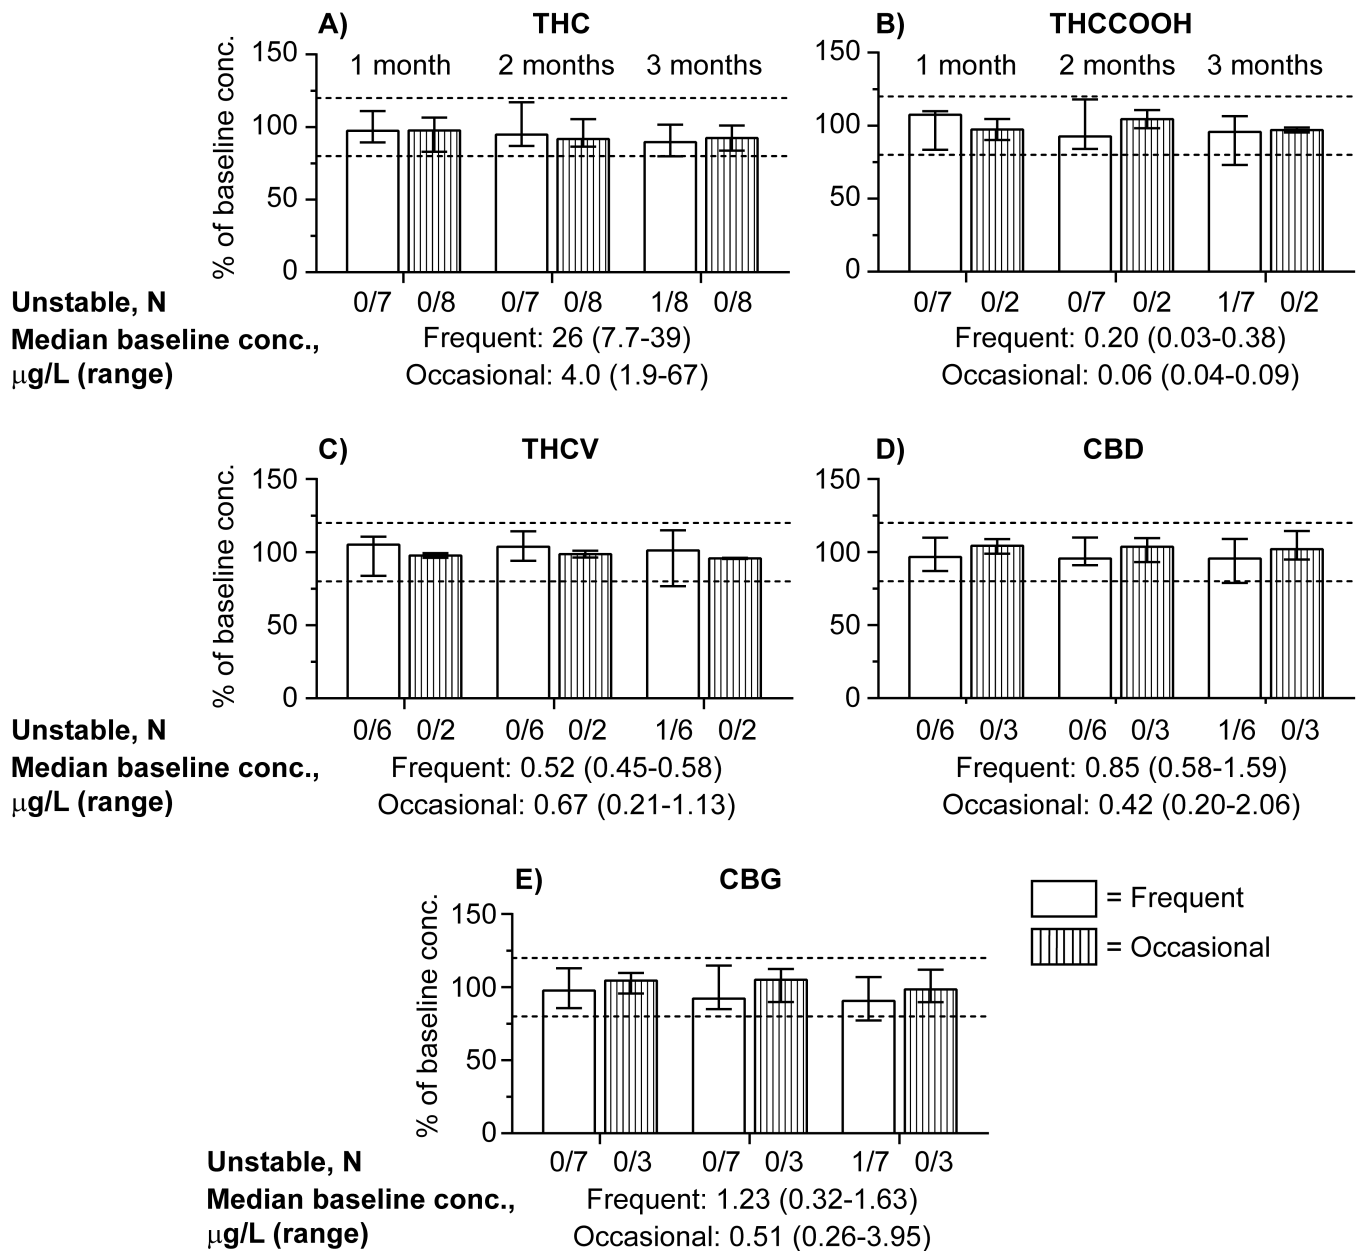 A) THC
B) THCCOOH
% of baseline conc.
150
100
50
0
1 month 2 months 3 months
150
100
50
0
1 month 2 months 3 months
Unstable, N 0/7 0/8 0/7 0/8 1/8 0/8
0/7 0/2 0/7 0/2 1/7 0/2
Median baseline conc., Frequent: 26 (7.7-39)
Frequent: 0.20 (0.03-0.38)
µg/L (range) Occasional: 4.0 (1.9-67)
Occasional: 0.06 (0.04-0.09)
C) THCV
D) CBD
% of baseline conc.
150
100
50
0
150
100
50
0
Unstable, N 0/6 0/2 0/6 0/2 1/6 0/2
0/6 0/3 0/6 0/3 1/6 0/3
Median baseline conc., Frequent: 0.52 (0.45-0.58)
Frequent: 0.85 (0.58-1.59)
µg/L (range) Occasional: 0.67 (0.21-1.13)
Occasional: 0.42 (0.20-2.06)
E) CBG
% of baseline conc.
150
100
50
0
= Frequent
= Occasional
Unstable, N 0/7 0/3 0/7 0/3 1/7 0/3
Median baseline conc., Frequent: 1.23 (0.32-1.63)
µg/L (range) Occasional: 0.51 (0.26-3.95)